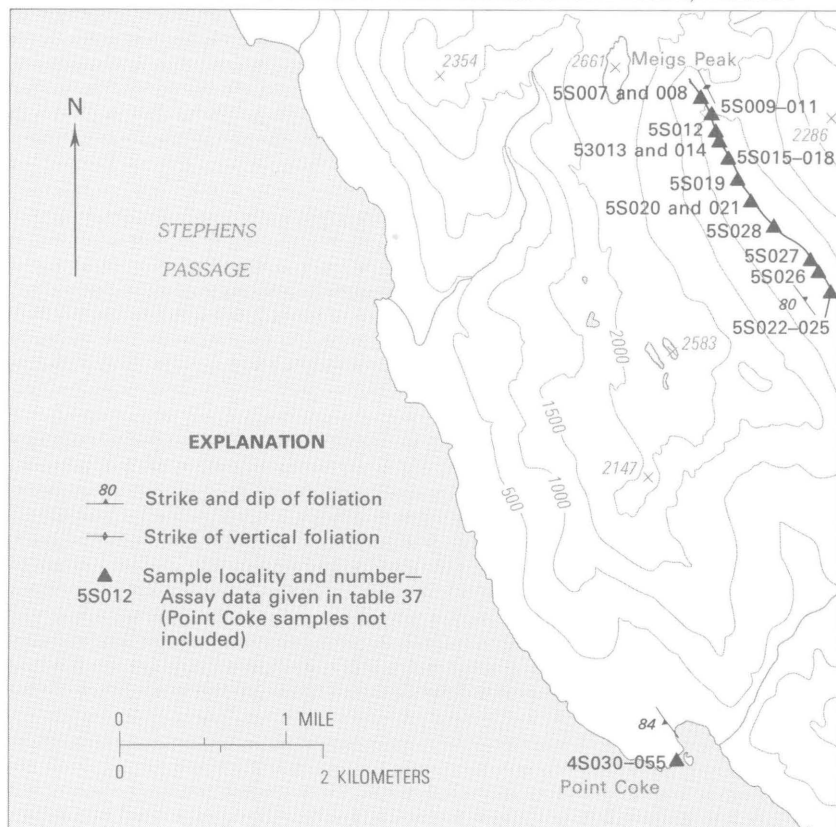 2354
2661
Meigs Peak
5S007 and 008
5S009–011
2286
5S012
53013 and 014
5S015–018
5S019
5S020 and 021
5S028
5S027
5S026
80
5S022–025
N
STEPHENS
PASSAGE
2000
2583
1500
2147
1000
500
EXPLANATION
80
Strike and dip of foliation
Strike of vertical foliation
Sample locality and number—
5S012 Assay data given in table 37
(Point Coke samples not
included)
0 1 MILE
0 2 KILOMETERS
84
4S030–055
Point Coke